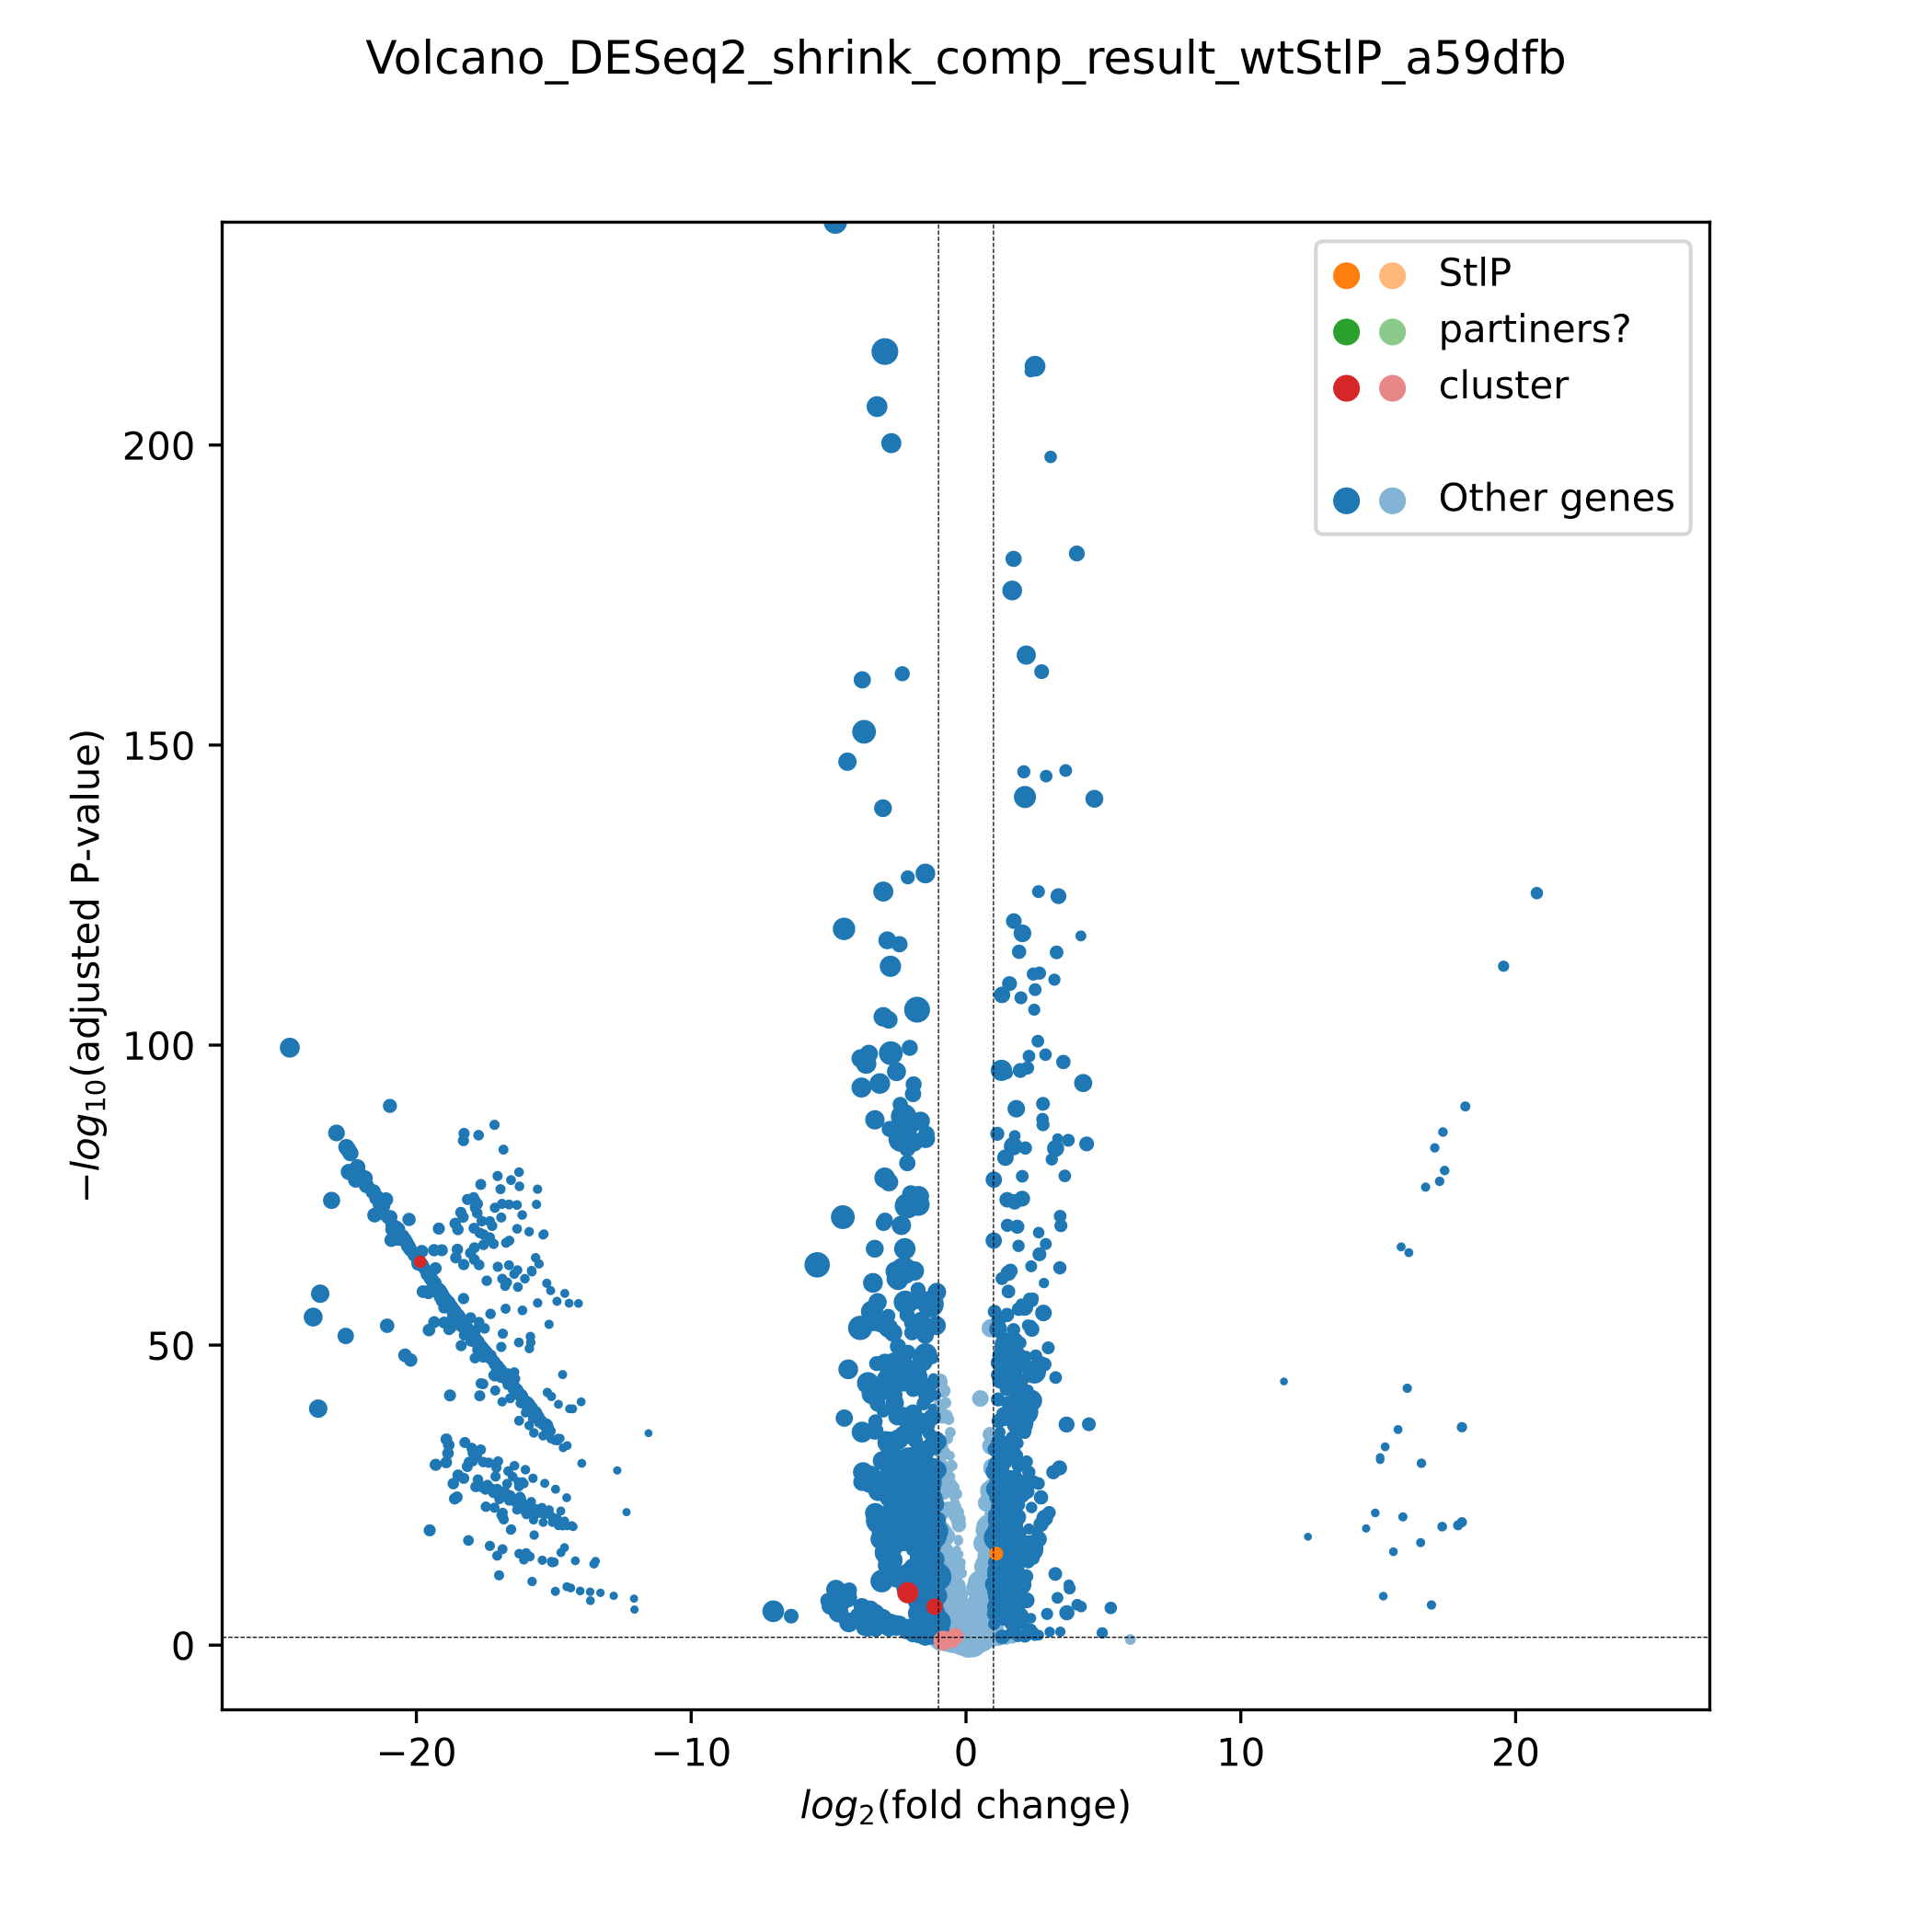 Volcano_DESeq2_shrink_comp_result_wtStlP_a59dfb
StlP
partiners?
cluster
Other genes
200
150
100
50
0
−log₁₀(adjusted P-value)
−20 −10 0 10 20
log₂(fold change)